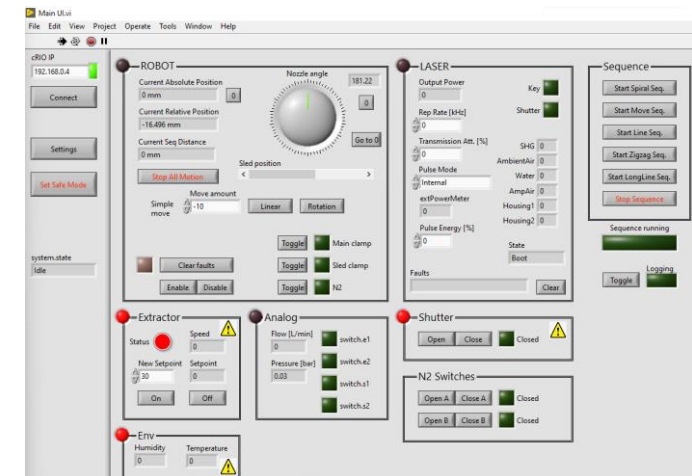 Main UI.vi
File Edit View Project Operate Tools Window Help
cRIO IP
192.168.0.4
Connect
Settings
Set Safe Mode
system.state
Idle
ROBOT
Current Absolute Position
0 mm
0
Current Relative Position
-16.496 mm
Current Seq Distance
0 mm
Stop All Motion
Nozzle angle
181.22
0
Go to 0
Sled position
Simple move
Move amount
-10
Linear
Rotation
Toggle
Main clamp
Clear faults
Toggle
Sled clamp
Enable
Disable
Toggle
N2
LASER
Output Power
0
Key
Rep Rate [kHz]
0
Shutter
Transmission Att. [%]
0
Pulse Mode
Internal
extPowerMeter
0
Pulse Energy [%]
0
SHG 0
AmbientAir 0
Water 0
AmpAir 0
Housing1 0
Housing2 0
State
Boot
Faults
Clear
Sequence
Start Spiral Seq.
Start Move Seq.
Start Line Seq.
Start Zigzag Seq.
Start LongLine Seq.
Stop Sequence
Sequence running
Toggle
Logging
Extractor
Status
Speed
0
New Setpoint
30
Setpoint
0
On
Off
Analog
Flow [L/min]
0
Pressure [bar]
0.03
switch.e1
switch.e2
switch.s1
switch.s2
Shutter
Open
Close
Closed
N2 Switches
Open A
Close A
Closed
Open B
Close B
Closed
Env
Humidity
0
Temperature
0